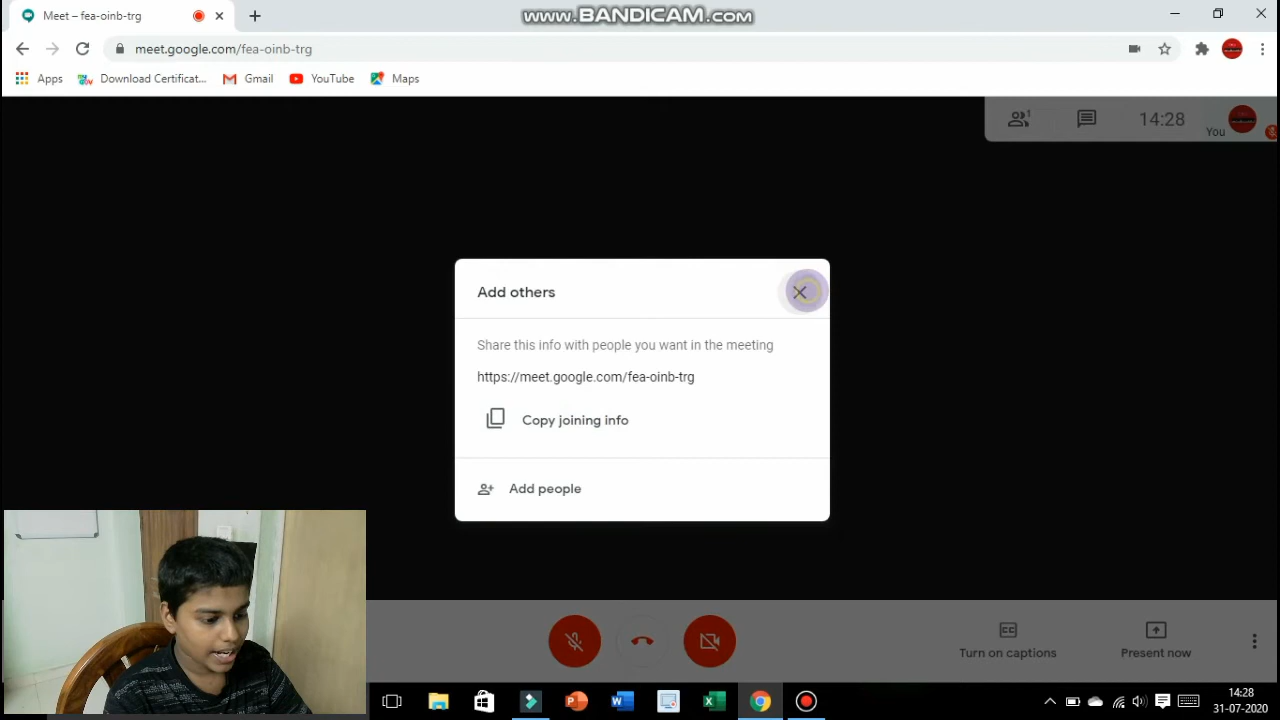 Meet – fea-oinb-trg
www.BANDICAM.com
meet.google.com/fea-oinb-trg
Apps
Download Certificat...
Gmail
YouTube
Maps
1
14:28
You
Add others
Share this info with people you want in the meeting
https://meet.google.com/fea-oinb-trg
Copy joining info
Add people
Turn on captions
Present now
14:28
31-07-2020